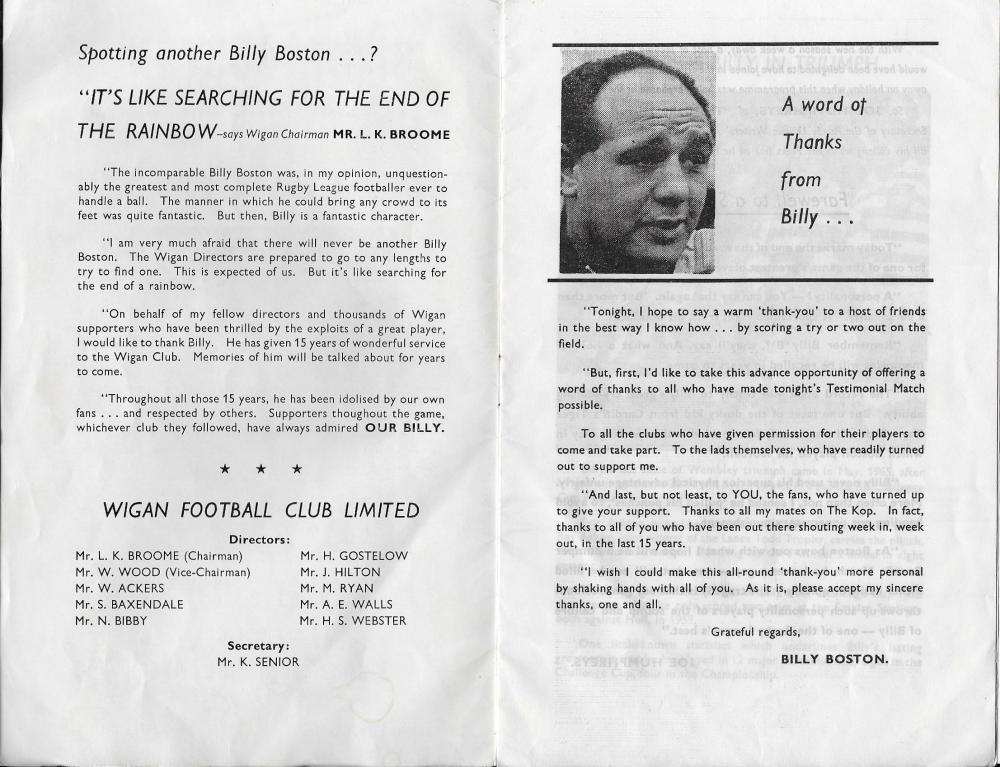 Spotting another Billy Boston . . . ?
"IT'S LIKE SEARCHING FOR THE END OF
THE RAINBOW—says Wigan Chairman MR. L. K. BROOME
"The incomparable Billy Boston was, in my opinion, unquestion-
ably the greatest and most complete Rugby League footballer ever to
handle a ball. The manner in which he could bring any crowd to its
feet was quite fantastic. But then, Billy is a fantastic character.
"I am very much afraid that there will never be another Billy
Boston. The Wigan Directors are prepared to go to any lengths to
try to find one. This is expected of us. But it's like searching for
the end of a rainbow.
"On behalf of my fellow directors and thousands of Wigan
supporters who have been thrilled by the exploits of a great player,
I would like to thank Billy. He has given 15 years of wonderful service
to the Wigan Club. Memories of him will be talked about for years
to come.
"Throughout all those 15 years, he has been idolised by our own
fans . . . and respected by others. Supporters thoughout the game,
whichever club they followed, have always admired OUR BILLY.
★ ★ ★
WIGAN FOOTBALL CLUB LIMITED
Directors:
Mr. L. K. BROOME (Chairman) Mr. H. GOSTELOW
Mr. W. WOOD (Vice-Chairman) Mr. J. HILTON
Mr. W. ACKERS Mr. M. RYAN
Mr. S. BAXENDALE Mr. A. E. WALLS
Mr. N. BIBBY Mr. H. S. WEBSTER
Secretary:
Mr. K. SENIOR
A word of
Thanks
from
Billy . . .
"Tonight, I hope to say a warm 'thank-you' to a host of friends
in the best way I know how . . . by scoring a try or two out on the
field.
"But, first, I'd like to take this advance opportunity of offering a
word of thanks to all who have made tonight's Testimonial Match
possible.
To all the clubs who have given permission for their players to
come and take part. To the lads themselves, who have readily turned
out to support me.
"And last, but not least, to YOU, the fans, who have turned up
to give your support. Thanks to all my mates on The Kop. In fact,
thanks to all of you who have been out there shouting week in, week
out, in the last 15 years.
"I wish I could make this all-round 'thank-you' more personal
by shaking hands with all of you. As it is, please accept my sincere
thanks, one and all.
Grateful regards,
BILLY BOSTON.